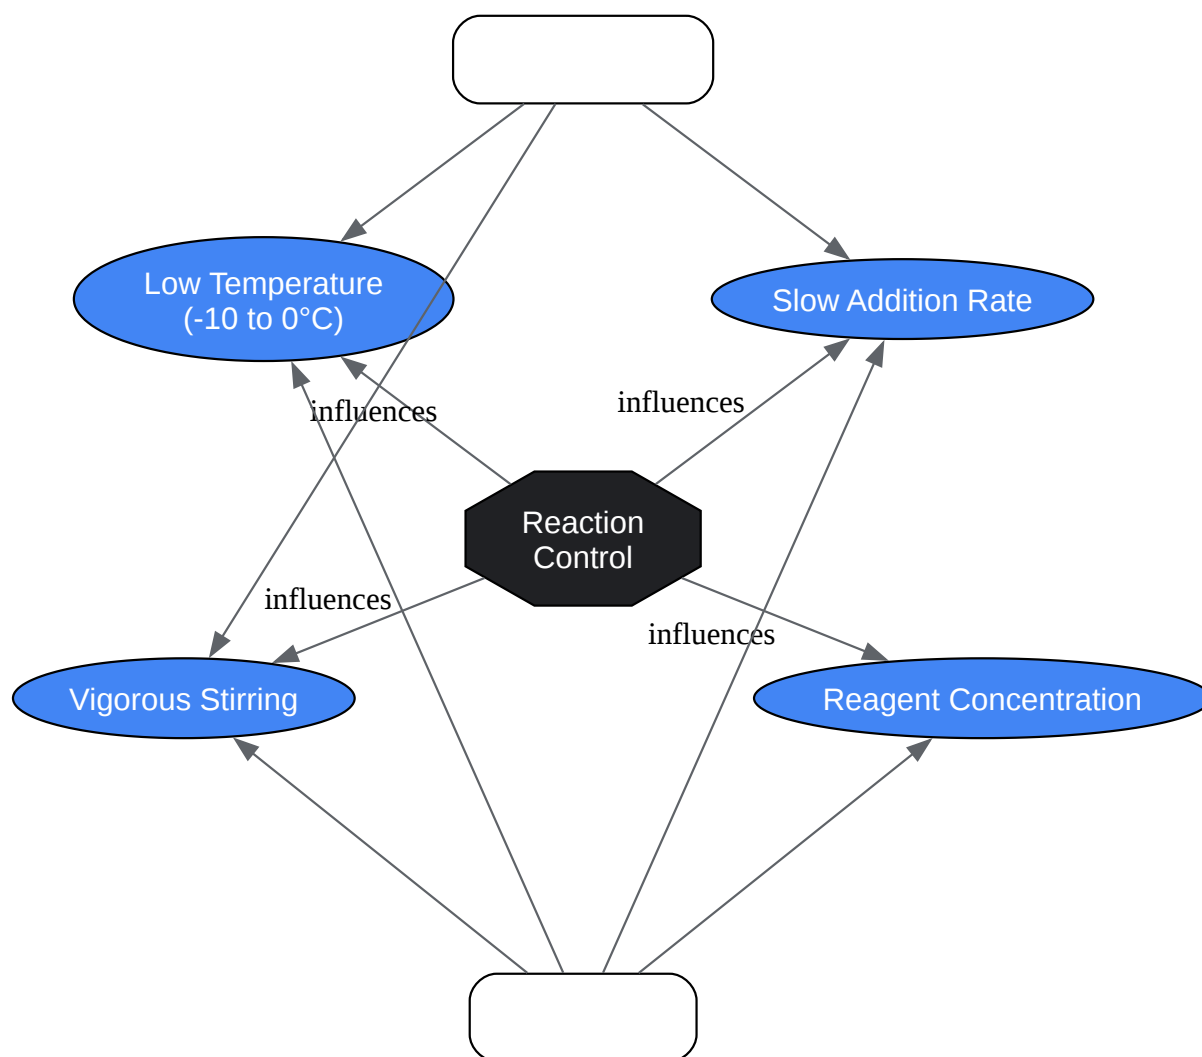 Low Temperature
(-10 to 0°C)
Slow Addition Rate
influences
influences
Reaction
Control
influences
influences
Vigorous Stirring
Reagent Concentration